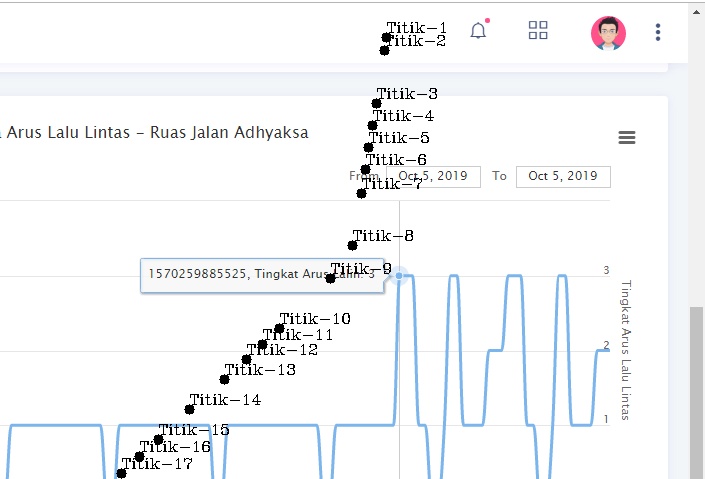 Titik-1
Titik-2
Titik-3
Titik-4
Arus Lalu Lintas - Ruas Jalan Adhyaksa
Titik-5
Titik-6
From Oct 5, 2019 To Oct 5, 2019
Titik-7
Titik-8
Titik-9
1570259885525, Tingkat Arus Lalin: 3
3
Tingkat Arus Lalu Lintas
Titik-10
Titik-11
2
Titik-12
Titik-13
Titik-14
1
Titik-15
Titik-16
Titik-17